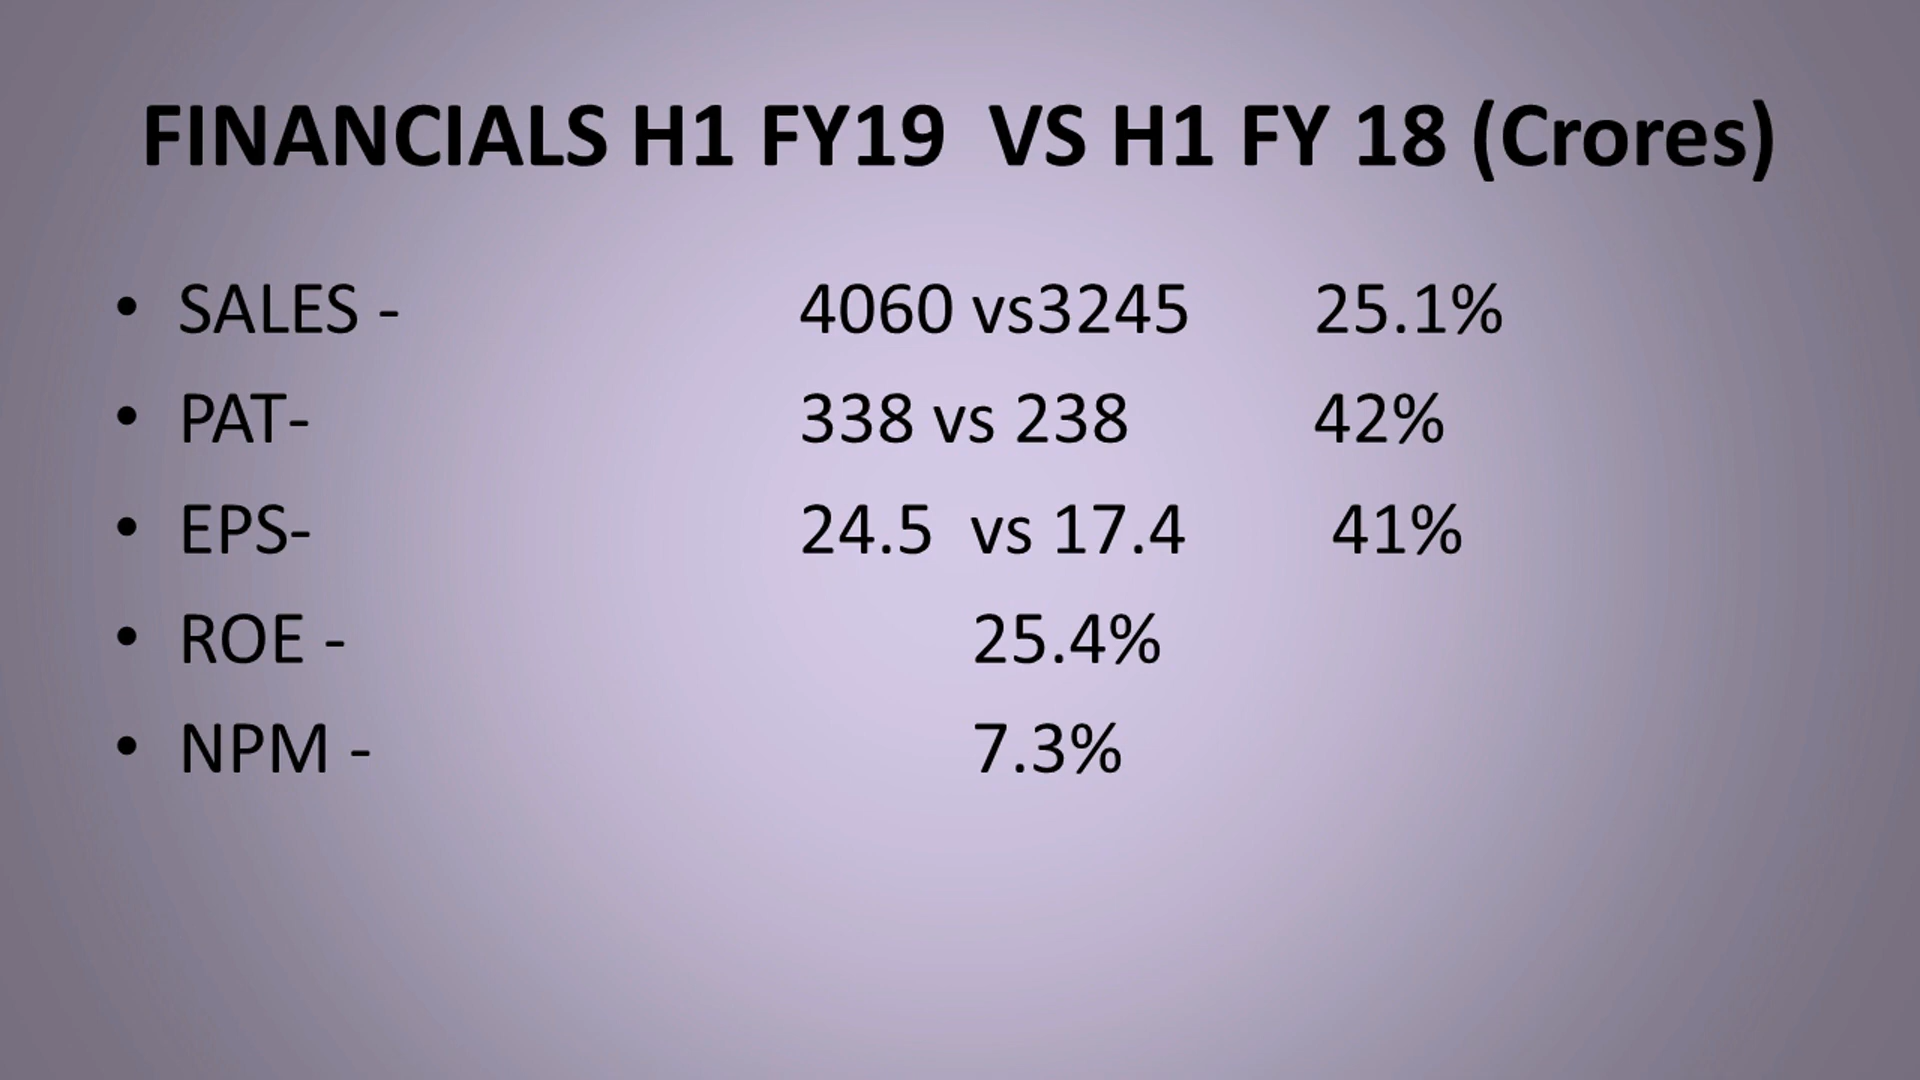 FINANCIALS H1 FY19  VS H1 FY 18 (Crores)
• SALES - 4060 vs3245 25.1%
• PAT- 338 vs 238 42%
• EPS- 24.5  vs 17.4 41%
• ROE - 25.4%
• NPM - 7.3%